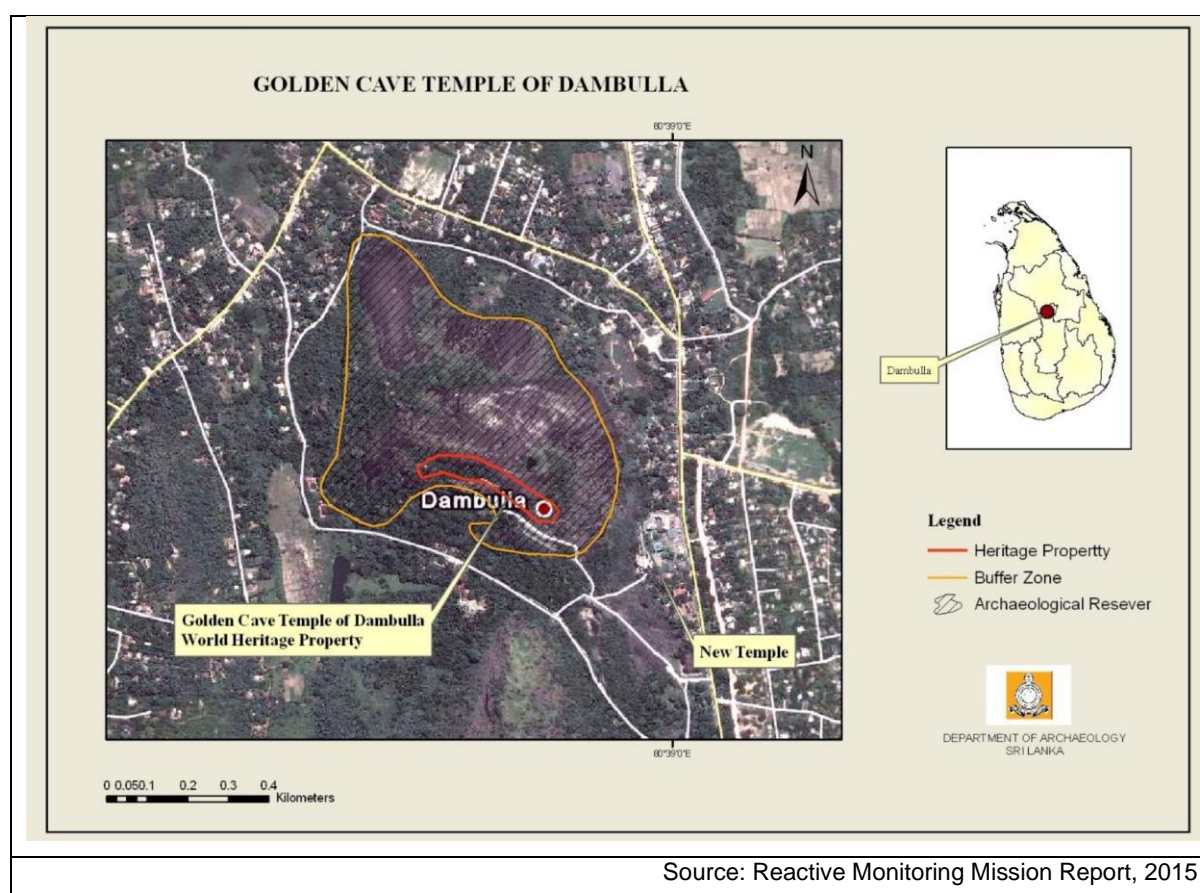 GOLDEN CAVE TEMPLE OF DAMBULLA
80°39'0"E
N
Dambulla
Dambulla
Golden Cave Temple of Dambulla
World Heritage Property
New Temple
80°39'0"E
Legend
Heritage Propertty
Buffer Zone
Archaeological Resever
DEPARTMENT OF ARCHAEOLOGY
SRI LANKA
0 0.050.1 0.2 0.3 0.4
Kilometers
Source: Reactive Monitoring Mission Report, 2015